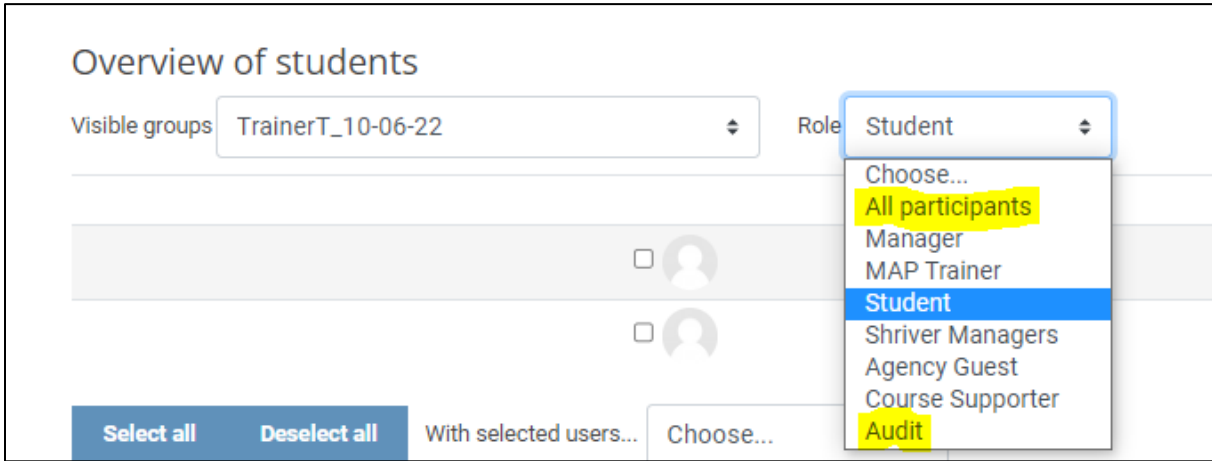 Overview of students
Visible groups TrainerT_10-06-22 Role Student
Choose...
All participants
Manager
MAP Trainer
Student
Shriver Managers
Agency Guest
Course Supporter
Audit
Select all Deselect all With selected users... Choose...